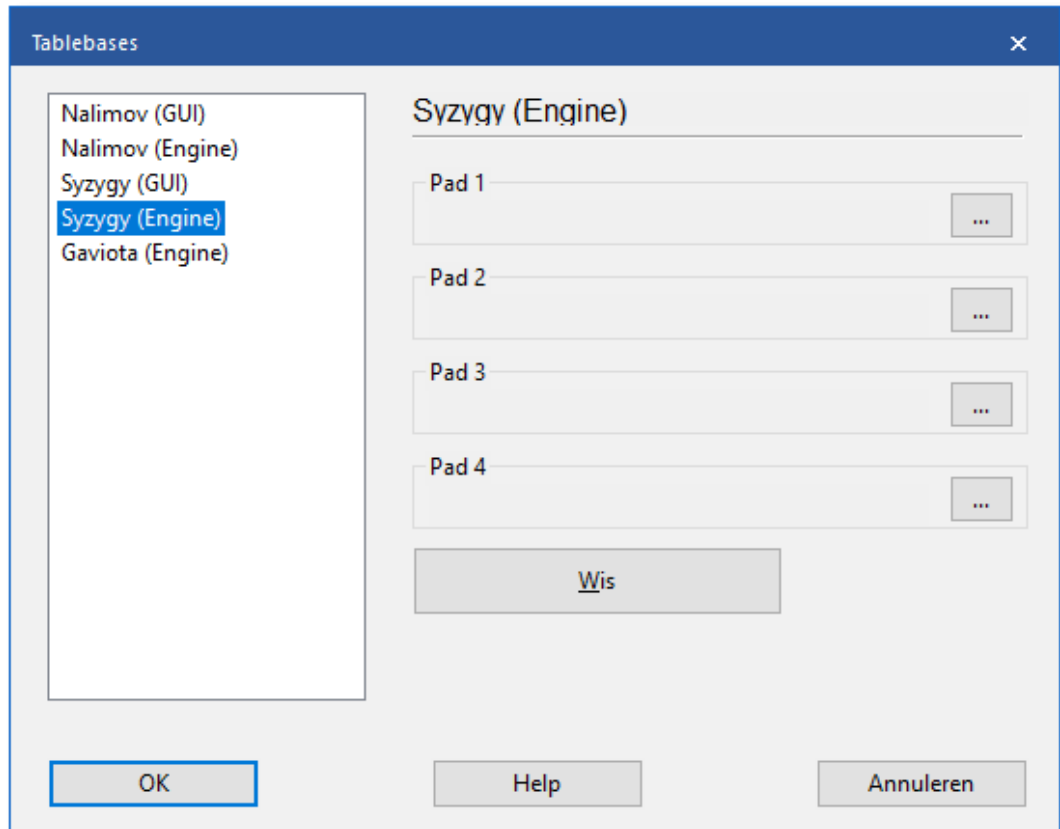 Tablebases
Nalimov (GUI)
Nalimov (Engine)
Syzygy (GUI)
Syzygy (Engine)
Gaviota (Engine)
Syzygy (Engine)
Pad 1
...
Pad 2
...
Pad 3
...
Pad 4
...
Wis
OK
Help
Annuleren